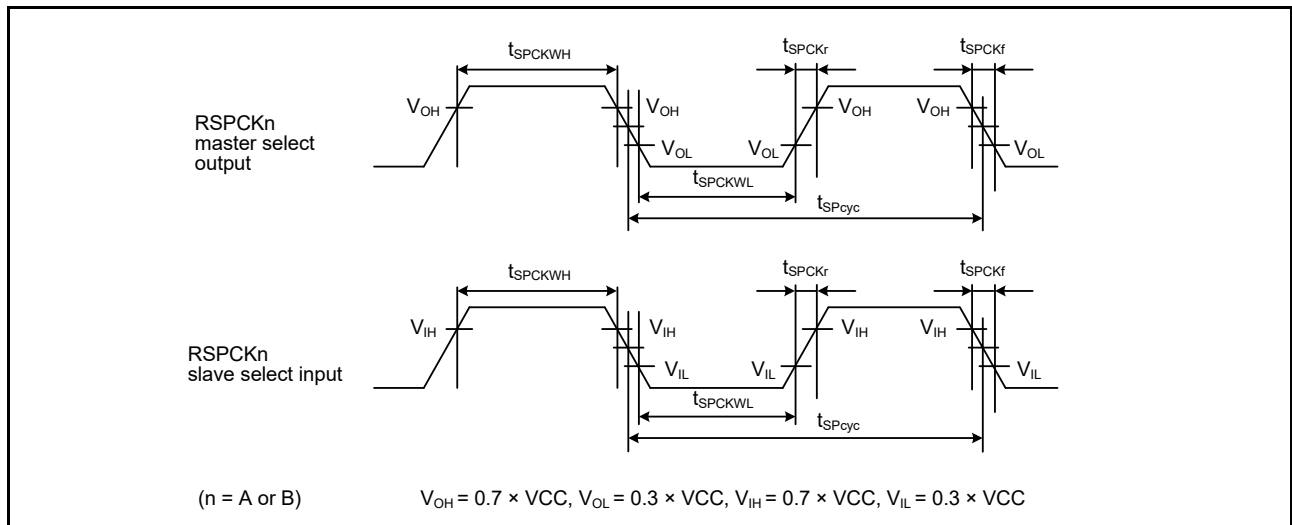 tSPCKWH tSPCKr tSPCKf
VOH VOH VOH VOH
RSPCKn
master select
output
VOL VOL VOL
tSPCKWL
tSPcyc
tSPCKWH tSPCKr tSPCKf
VIH VIH VIH VIH
RSPCKn
slave select input
VIL VIL VIL
tSPCKWL
tSPcyc
(n = A or B) VOH = 0.7 × VCC, VOL = 0.3 × VCC, VIH = 0.7 × VCC, VIL = 0.3 × VCC